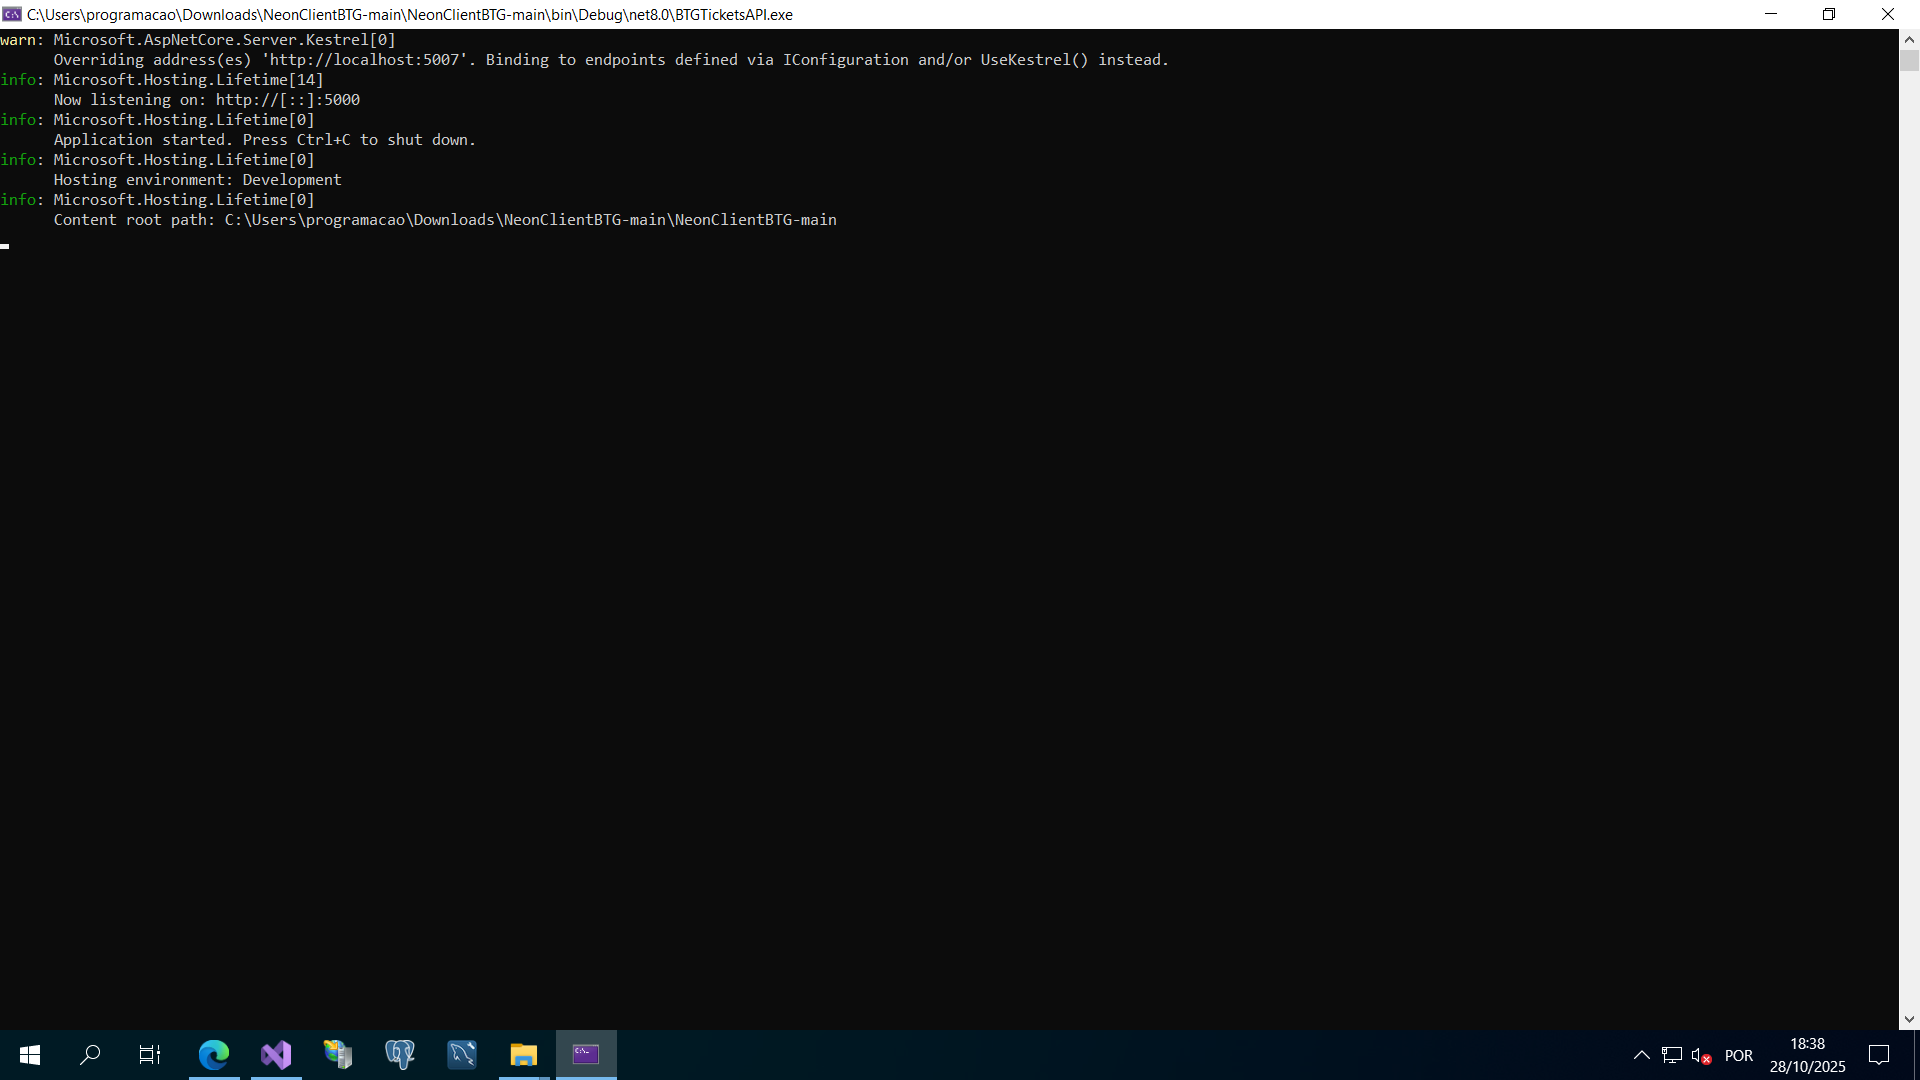 C:\Users\programacao\Downloads\NeonClientBTG-main\NeonClientBTG-main\bin\Debug\net8.0\BTGTicketsAPI.exe
warn: Microsoft.AspNetCore.Server.Kestrel[0]
Overriding address(es) 'http://localhost:5007'. Binding to endpoints defined via IConfiguration and/or UseKestrel() instead.
info: Microsoft.Hosting.Lifetime[14]
Now listening on: http://[::]:5000
info: Microsoft.Hosting.Lifetime[0]
Application started. Press Ctrl+C to shut down.
info: Microsoft.Hosting.Lifetime[0]
Hosting environment: Development
info: Microsoft.Hosting.Lifetime[0]
Content root path: C:\Users\programacao\Downloads\NeonClientBTG-main\NeonClientBTG-main
POR
18:38
28/10/2025